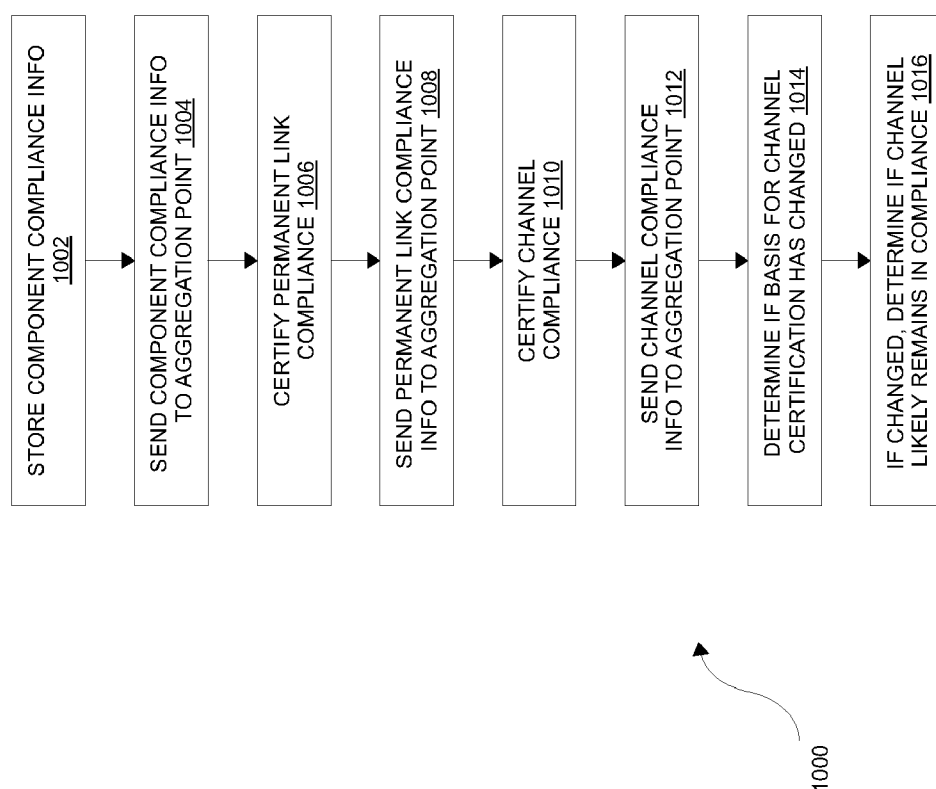 STORE COMPONENT COMPLIANCE INFO
1002
SEND COMPONENT COMPLIANCE INFO
TO AGGREGATION POINT 1004
CERTIFY PERMANENT LINK
COMPLIANCE 1006
SEND PERMANENT LINK COMPLIANCE
INFO TO AGGREGATION POINT 1008
CERTIFY CHANNEL
COMPLIANCE 1010
SEND CHANNEL COMPLIANCE
INFO TO AGGREGATION POINT 1012
DETERMINE IF BASIS FOR CHANNEL
CERTIFICATION HAS CHANGED 1014
IF CHANGED, DETERMINE IF CHANNEL
LIKELY REMAINS IN COMPLIANCE 1016
1000